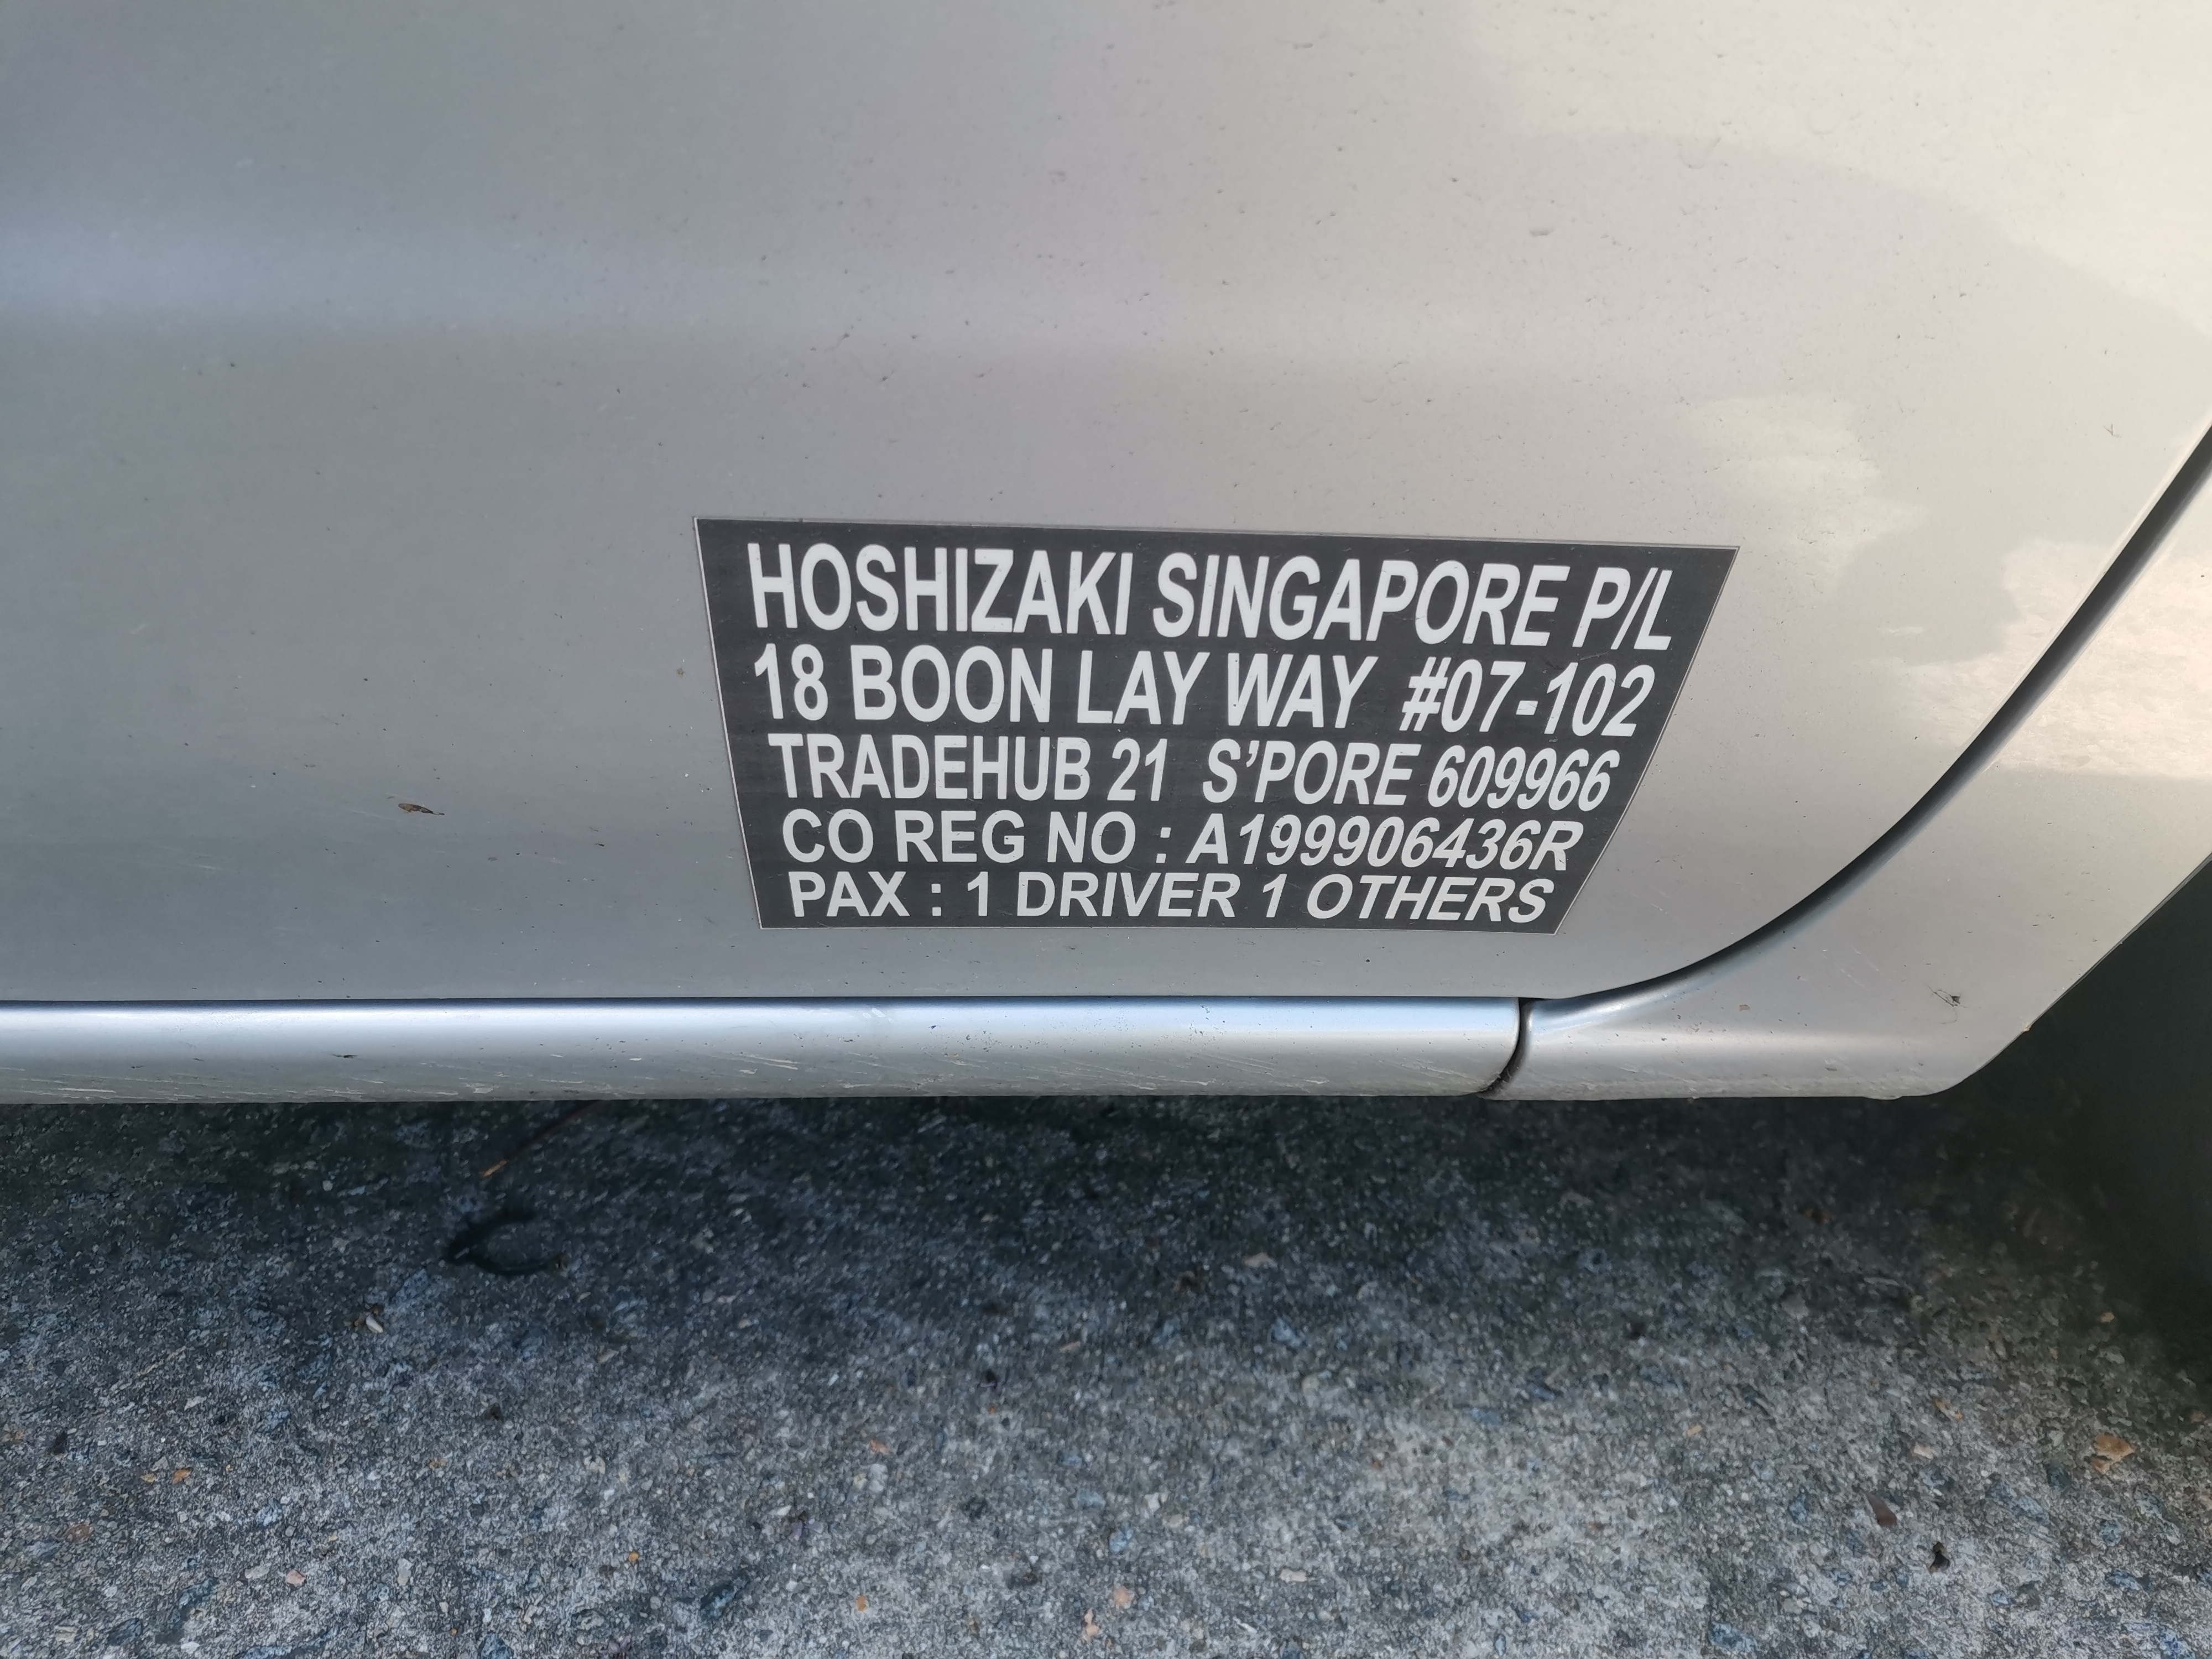 HOSHIZAKI SINGAPORE P/L
18 BOON LAY WAY #07-102
TRADEHUB 21 S'PORE 609966
CO REG NO : A199906436R
PAX : 1 DRIVER 1 OTHERS